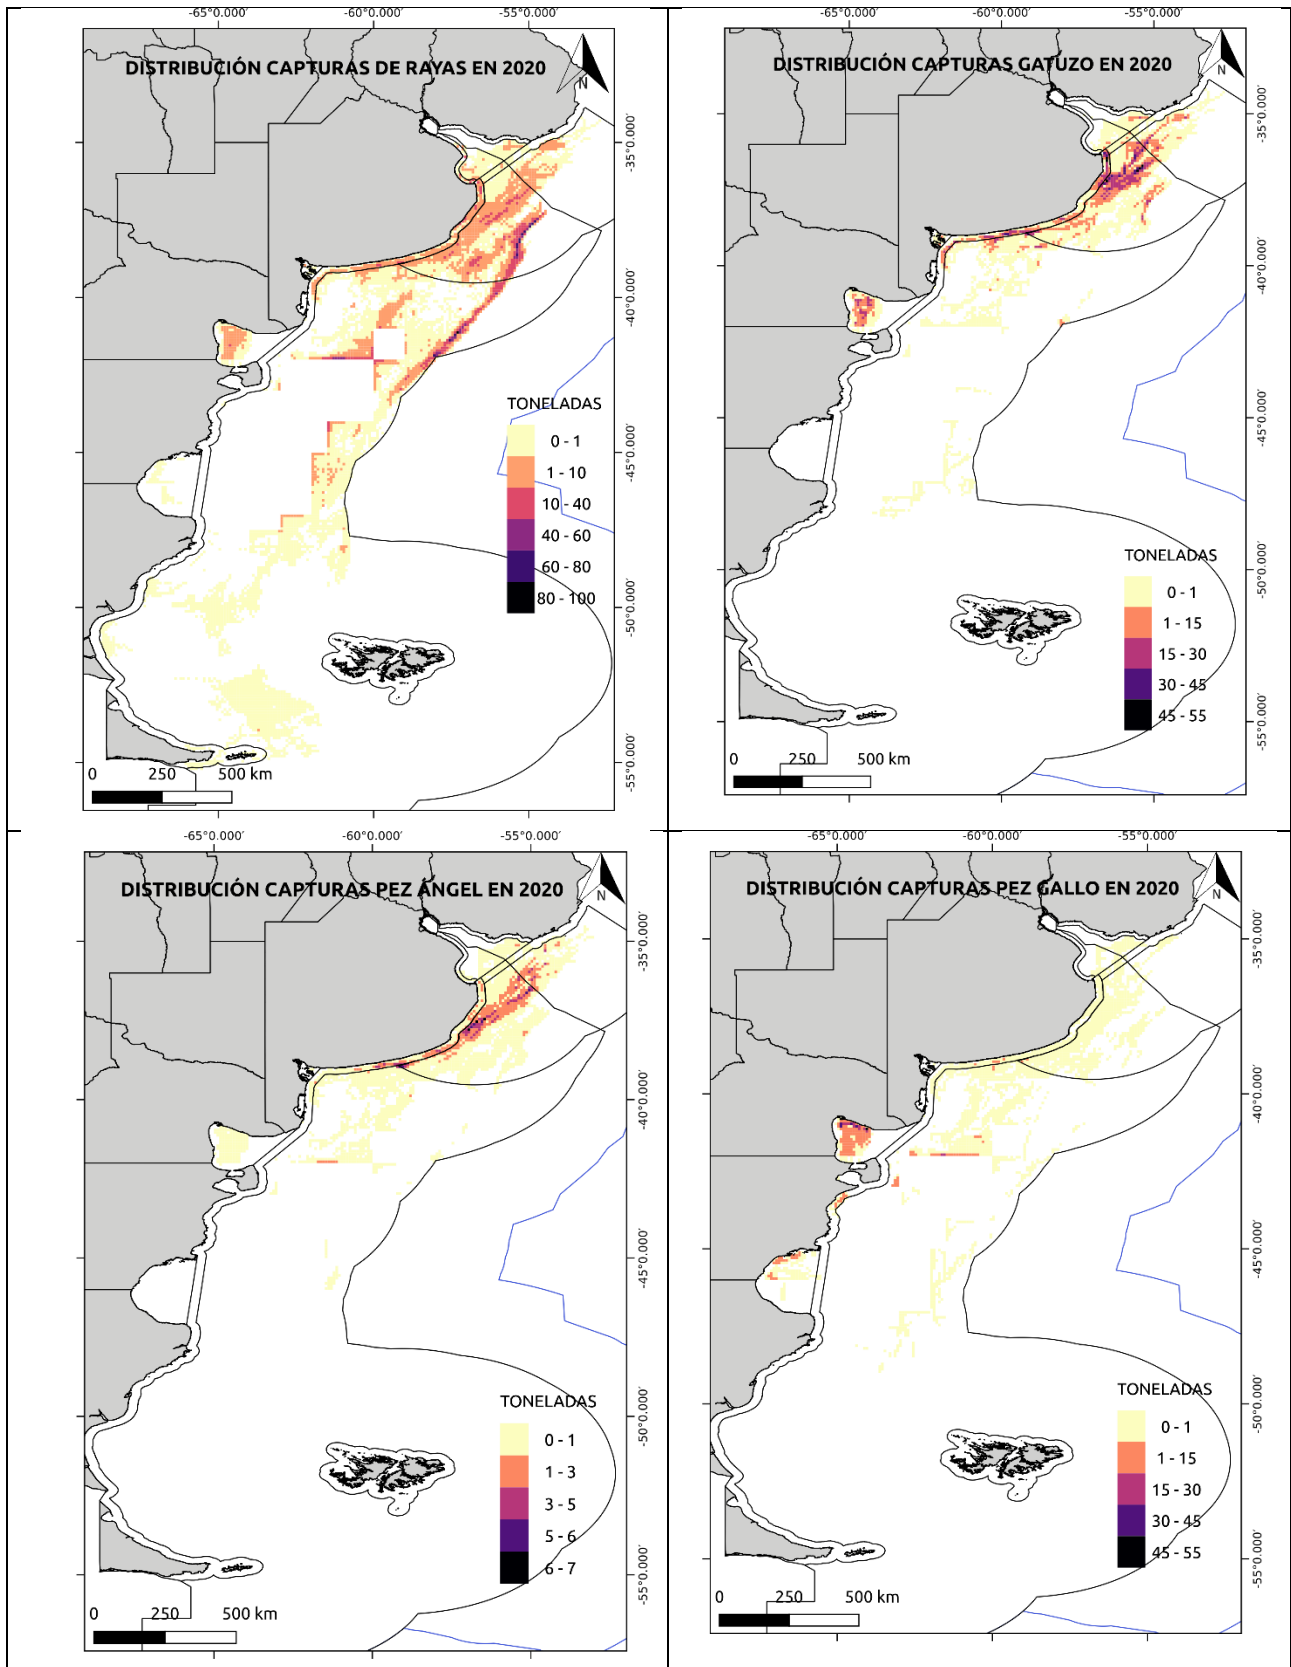 -65°0.000' -60°0.000' -55°0.000'
DISTRIBUCIÓN CAPTURAS DE RAYAS EN 2020
N
-35°0.000'
-40°0.000'
-45°0.000'
-50°0.000'
-55°0.000'
TONELADAS
0 - 1
1 - 10
10 - 40
40 - 60
60 - 80
80 - 100
0 250 500 km
-65°0.000' -60°0.000' -55°0.000'
DISTRIBUCIÓN CAPTURAS GATUZO EN 2020
N
-35°0.000'
-40°0.000'
-45°0.000'
-50°0.000'
-55°0.000'
TONELADAS
0 - 1
1 - 15
15 - 30
30 - 45
45 - 55
0 250 500 km
-65°0.000' -60°0.000' -55°0.000'
DISTRIBUCIÓN CAPTURAS PEZ ÁNGEL EN 2020
N
-35°0.000'
-40°0.000'
-45°0.000'
-50°0.000'
-55°0.000'
TONELADAS
0 - 1
1 - 3
3 - 5
5 - 6
6 - 7
0 250 500 km
-65°0.000' -60°0.000' -55°0.000'
DISTRIBUCIÓN CAPTURAS PEZ GALLO EN 2020
N
-35°0.000'
-40°0.000'
-45°0.000'
-50°0.000'
-55°0.000'
TONELADAS
0 - 1
1 - 15
15 - 30
30 - 45
45 - 55
0 250 500 km